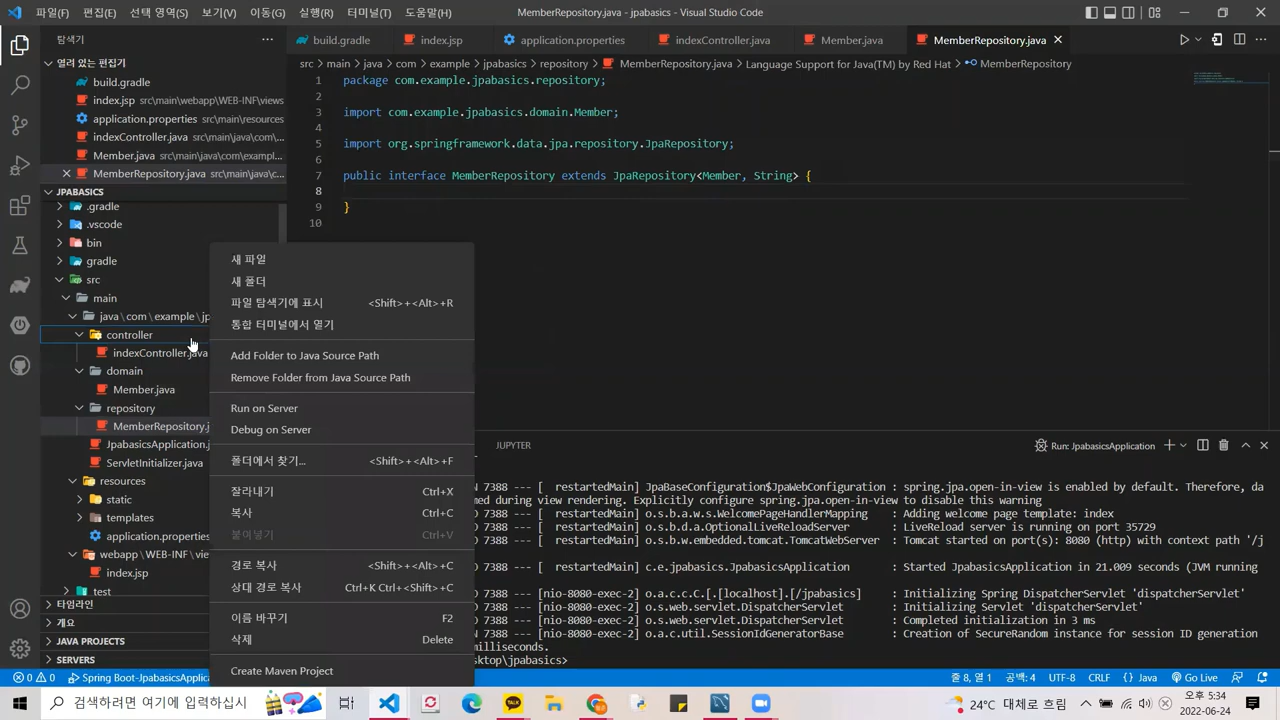 파일(F) 편집(E) 선택 영역(S) 보기(V) 이동(G) 실행(R) 터미널(T) 도움말(H) MemberRepository.java - jpabasics - Visual Studio Code
탐색기
build.gradle index.jsp application.properties indexController.java Member.java MemberRepository.java
열려 있는 편집기
src > main > java > com > example > jpabasics > repository > MemberRepository.java > Language Support for Java(TM) by Red Hat > MemberRepository
build.gradle
index.jsp src\main\webapp\WEB-INF\views
application.properties src\main\resources
indexController.java src\main\java\com\...
Member.java src\main\java\com\exampl...
MemberRepository.java src\main\java\c...
1 package com.example.jpabasics.repository;
2
3 import com.example.jpabasics.domain.Member;
4
5 import org.springframework.data.jpa.repository.JpaRepository;
6
7 public interface MemberRepository extends JpaRepository<Member, String> {
8
9 }
10
JPABASICS
.gradle
.vscode
bin
gradle
src
main
java\com\example\jp
controller
indexController.java
domain
Member.java
repository
MemberRepository.j
JpabasicsApplication.
ServletInitializer.java
resources
static
templates
application.properties
webapp\WEB-INF\vie
index.jsp
test
타임라인
개요
JAVA PROJECTS
SERVERS
새 파일
새 폴더
파일 탐색기에 표시 <Shift>+<Alt>+R
통합 터미널에서 열기
Add Folder to Java Source Path
Remove Folder from Java Source Path
Run on Server
Debug on Server
폴더에서 찾기... <Shift>+<Alt>+F
잘라내기 Ctrl+X
복사 Ctrl+C
붙여넣기 Ctrl+V
경로 복사 <Shift>+<Alt>+C
상대 경로 복사 Ctrl+K Ctrl+<Shift>+C
이름 바꾸기 F2
삭제 Delete
Create Maven Project
JUPYTER Run: JpabasicsApplication
N 7388 --- [ restartedMain] JpaBaseConfiguration$JpaWebConfiguration : spring.jpa.open-in-view is enabled by default. Therefore, da
med during view rendering. Explicitly configure spring.jpa.open-in-view to disable this warning
O 7388 --- [ restartedMain] o.s.b.a.w.s.WelcomePageHandlerMapping : Adding welcome page template: index
O 7388 --- [ restartedMain] o.s.b.d.a.OptionalLiveReloadServer : LiveReload server is running on port 35729
O 7388 --- [ restartedMain] o.s.b.w.embedded.tomcat.TomcatWebServer : Tomcat started on port(s): 8080 (http) with context path '/j
O 7388 --- [ restartedMain] c.e.jpabasics.JpabasicsApplication : Started JpabasicsApplication in 21.009 seconds (JVM running
O 7388 --- [nio-8080-exec-2] o.a.c.c.C.[.[localhost].[/jpabasics] : Initializing Spring DispatcherServlet 'dispatcherServlet'
O 7388 --- [nio-8080-exec-2] o.s.web.servlet.DispatcherServlet : Initializing Servlet 'dispatcherServlet'
O 7388 --- [nio-8080-exec-2] o.s.web.servlet.DispatcherServlet : Completed initialization in 3 ms
O 7388 --- [nio-8080-exec-2] o.a.c.util.SessionIdGeneratorBase : Creation of SecureRandom instance for session ID generation
milliseconds.
sktop\jpabasics>
0 0 Spring Boot-JpabasicsApplic 줄 8, 열 1 공백: 4 UTF-8 CRLF {} Java Go Live
검색하려면 여기에 입력하십시 24°C 대체로 흐림 오후 5:34
2022-06-24